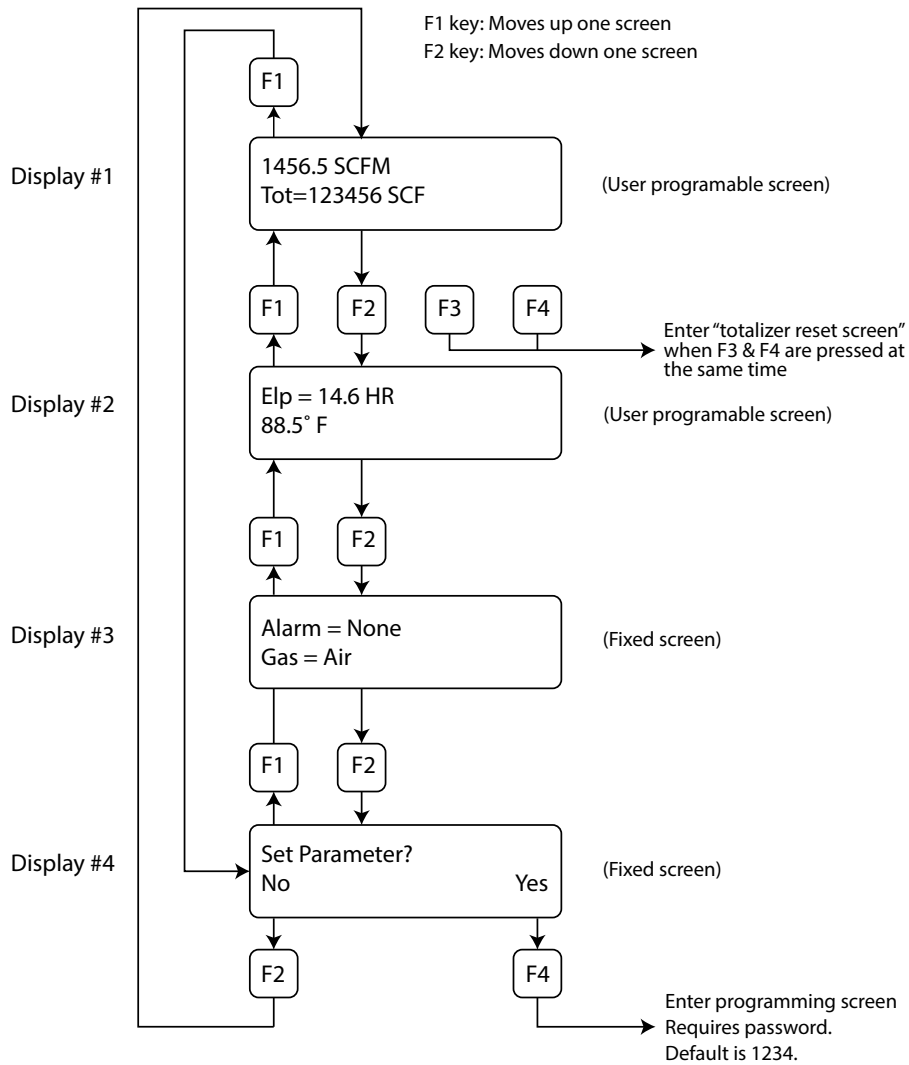 F1 key: Moves up one screen
F2 key: Moves down one screen
F1
Display #1
1456.5 SCFM
Tot=123456 SCF
(User programable screen)
F1
F2
F3
F4
Enter “totalizer reset screen”
when F3 & F4 are pressed at
the same time
Display #2
Elp = 14.6 HR
88.5° F
(User programable screen)
F1
F2
Display #3
Alarm = None
Gas = Air
(Fixed screen)
F1
F2
Display #4
Set Parameter?
No Yes
(Fixed screen)
F2
F4
Enter programming screen
Requires password.
Default is 1234.